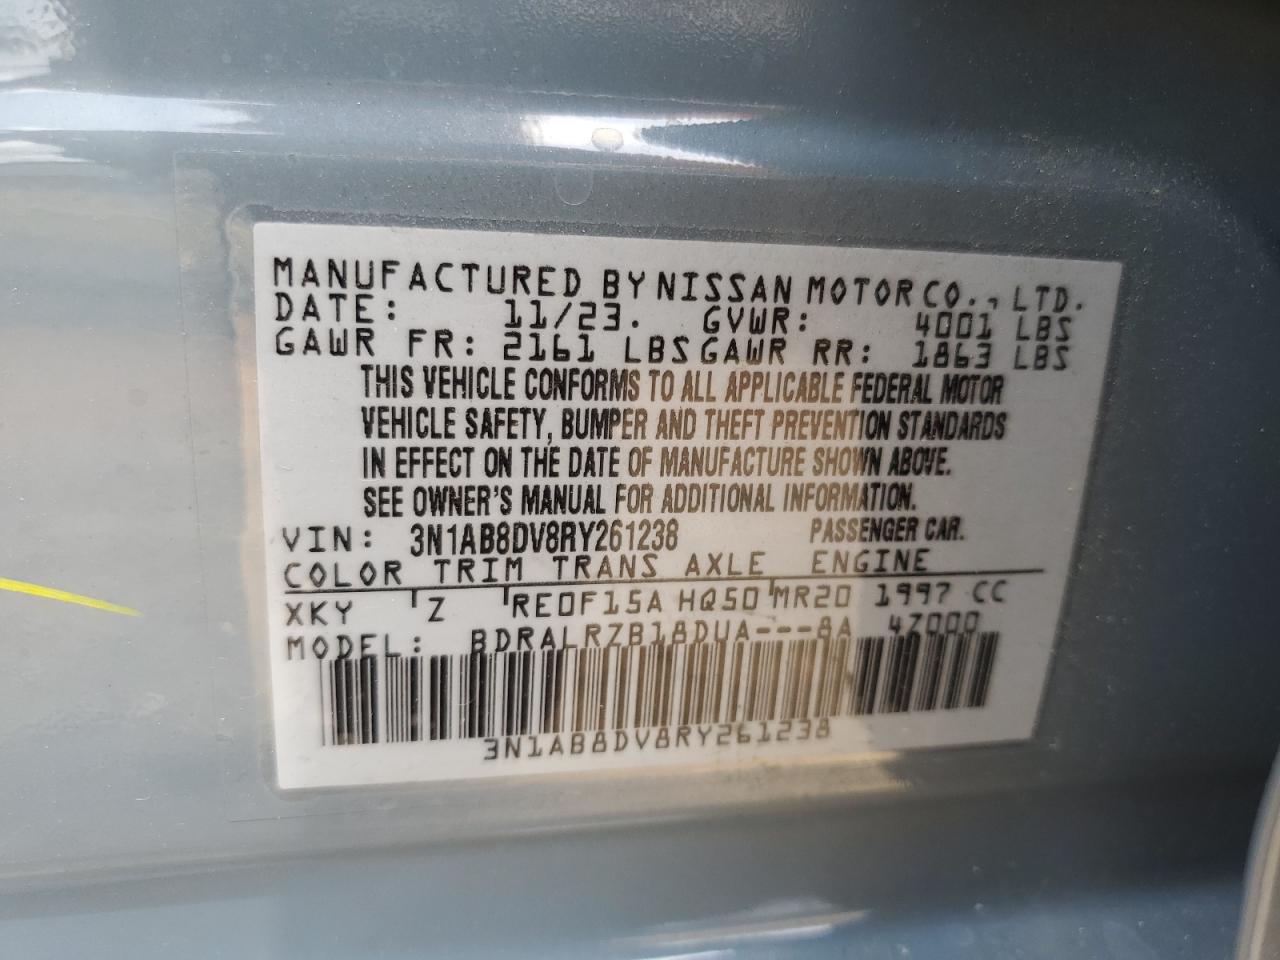 MANUFACTURED BY NISSAN MOTOR CO., LTD.
DATE: 11/23. GVWR: 4001 LBS
GAWR FR: 2161 LBS GAWR RR: 1863 LBS
THIS VEHICLE CONFORMS TO ALL APPLICABLE FEDERAL MOTOR
VEHICLE SAFETY, BUMPER AND THEFT PREVENTION STANDARDS
IN EFFECT ON THE DATE OF MANUFACTURE SHOWN ABOVE.
SEE OWNER'S MANUAL FOR ADDITIONAL INFORMATION.
VIN: 3N1AB8DV8RY261238 PASSENGER CAR.
COLOR TRIM TRANS AXLE ENGINE
XKY Z RE0F15A HQ50 MR20 1997 CC
MODEL: BDRALRZB18DUA---8A 4Z000
3N1AB8DV8RY261238